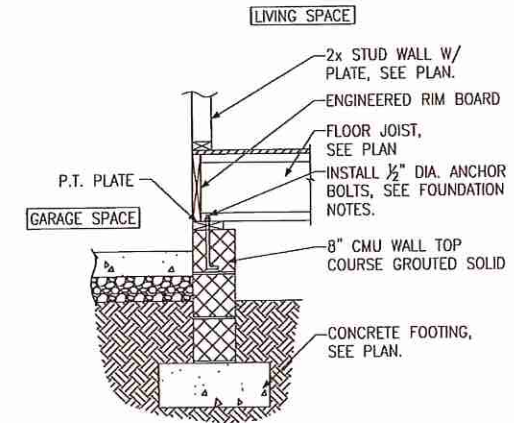 LIVING SPACE
2x STUD WALL W/
PLATE, SEE PLAN.
ENGINEERED RIM BOARD
FLOOR JOIST,
SEE PLAN
INSTALL ½" DIA. ANCHOR
BOLTS, SEE FOUNDATION
NOTES.
P.T. PLATE
GARAGE SPACE
8" CMU WALL TOP
COURSE GROUTED SOLID
CONCRETE FOOTING,
SEE PLAN.